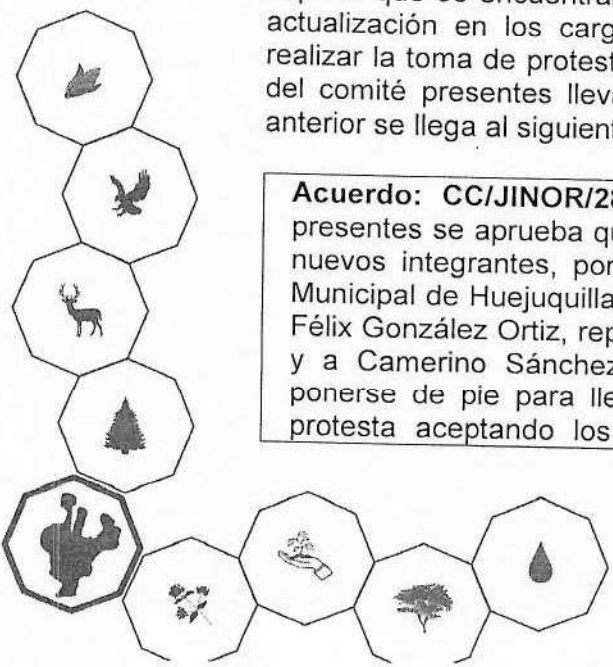 que se encuentra
actualización en los carg
realizar la toma de protest
del comité presentes lleva
anterior se llega al siguient
Acuerdo: CC/JINOR/28
presentes se aprueba qu
nuevos integrantes, por
Municipal de Huejuquilla
Félix González Ortiz, rep
y a Camerino Sánchez
ponerse de pie para lle
protesta aceptando los